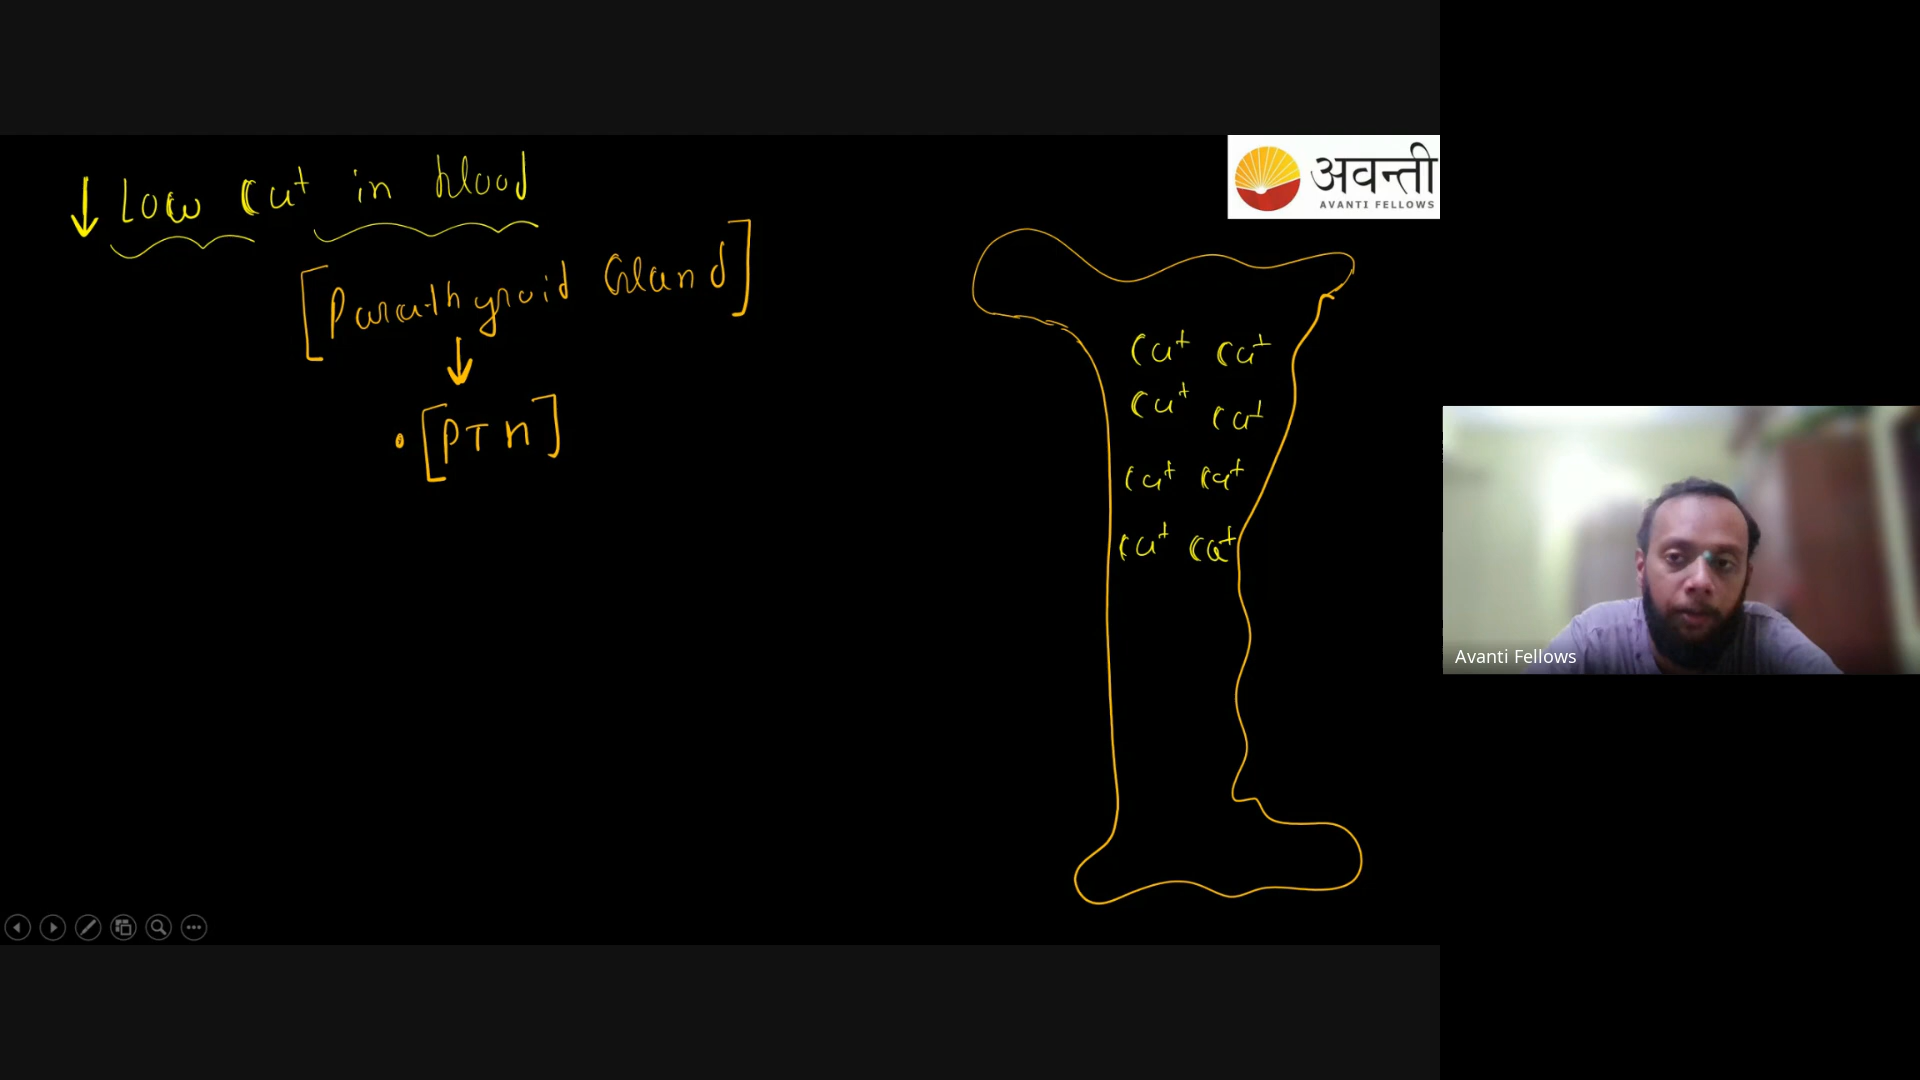 ↓ Low Ca+ in blood
[Parathyroid Gland]
↓
• [PTH]
अवन्ती
AVANTI FELLOWS
Ca+ Ca+
Ca+ Ca+
Ca+ Ca+
Ca+ Ca+
Avanti Fellows